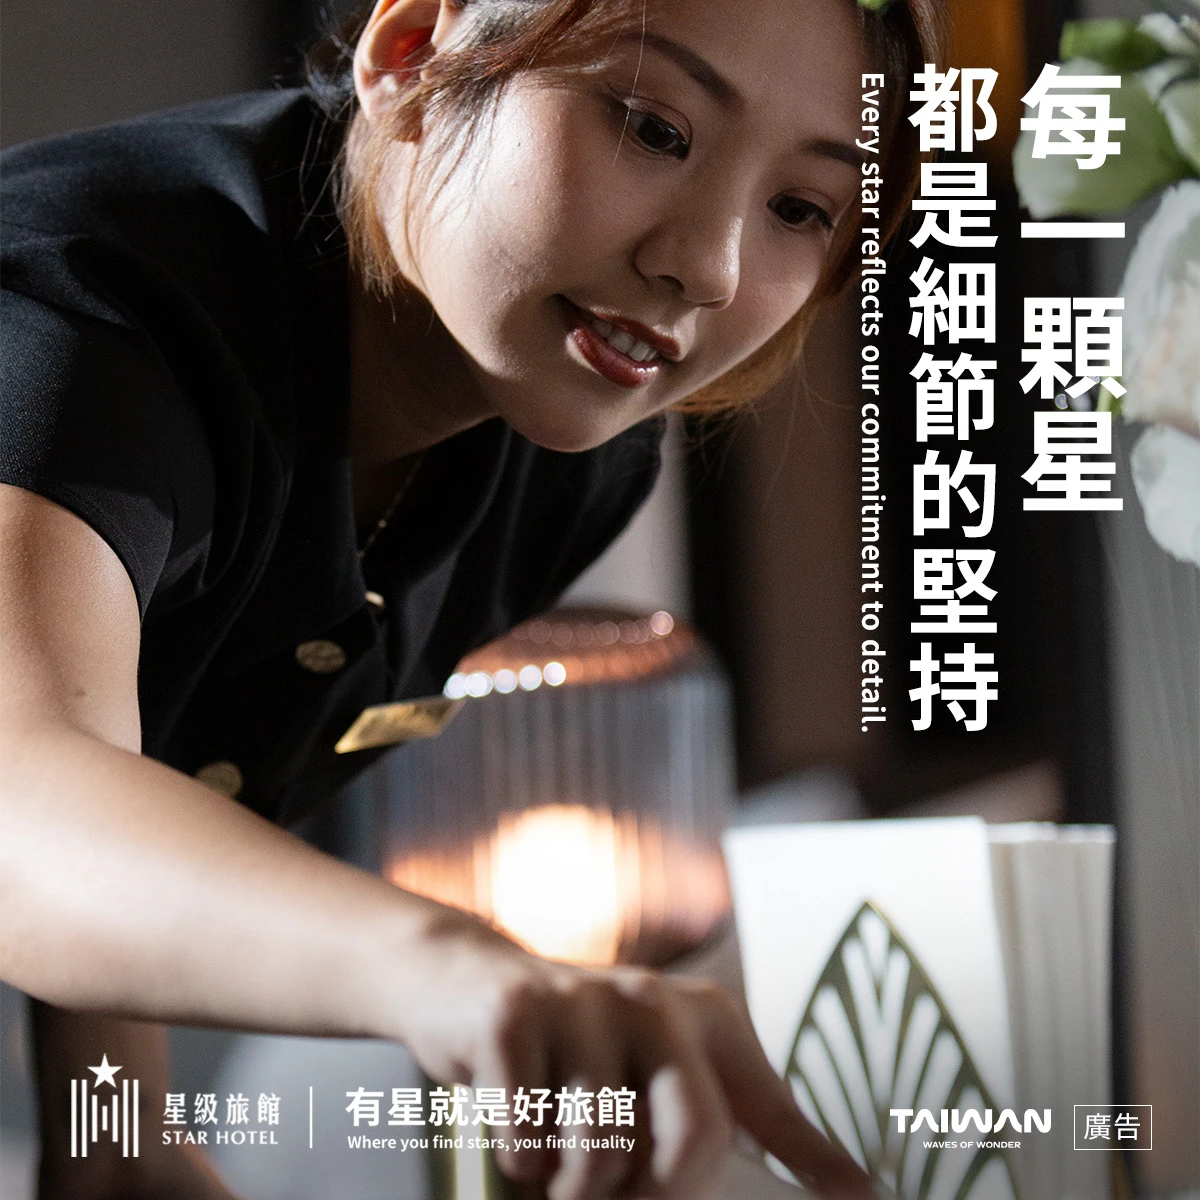 每一顆星
都是細節的堅持
Every star reflects our commitment to detail.
星級旅館
STAR HOTEL
有星就是好旅館
Where you find stars, you find quality
TAIWAN
WAVES OF WONDER
廣告